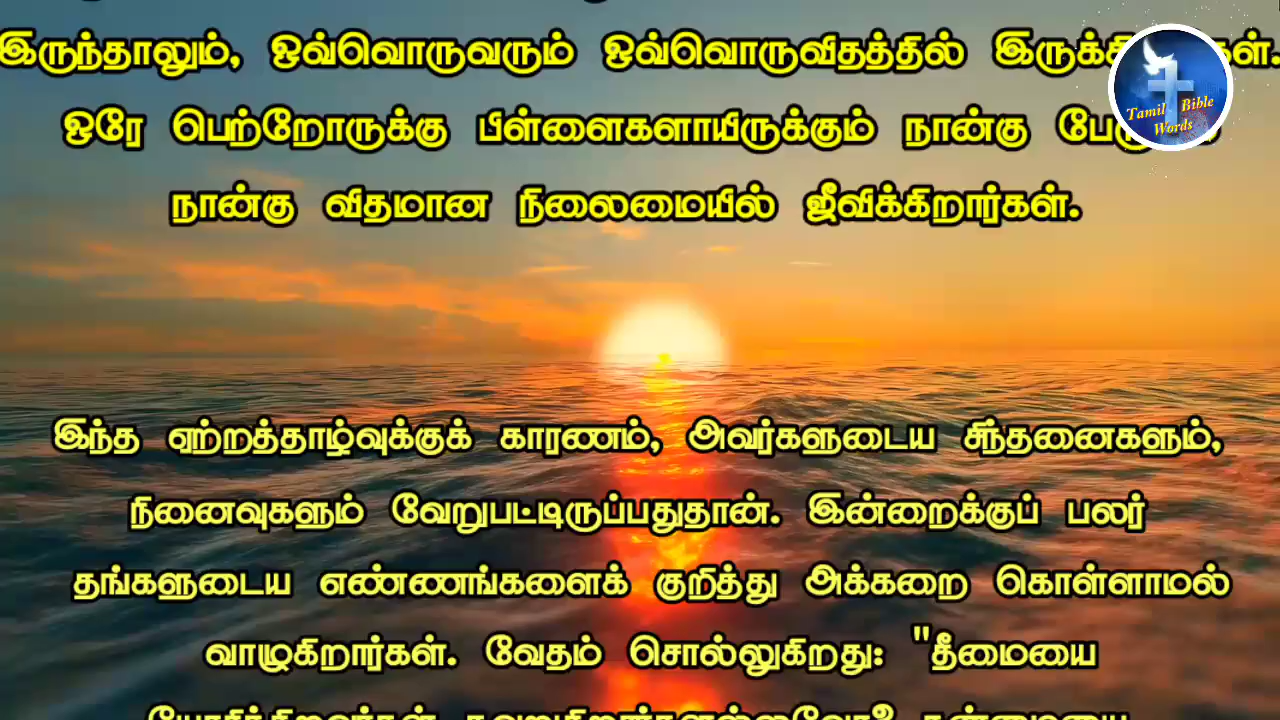 இருந்தாலும், ஒவ்வொருவரும் ஒவ்வொருவிதத்தில்
ஒரே பெற்றோருக்கு பிள்ளைகளாயிருக்கும் நான்கு
நான்கு விதமான நிலைமையில் ஜீவிக்கிறார்கள்.
இந்த ஏற்றத்தாழ்வுக்குக் காரணம், அவர்களுடைய சிந்தனைகளும்,
நினைவுகளும் வேறுபட்டிருப்பதுதான். இன்றைக்குப் பலர்
தங்களுடைய எண்ணங்களைக் குறித்து அக்கறை கொள்ளாமல்
வாழுகிறார்கள். வேதம் சொல்லுகிறது: "தீமையை
Tamil Bible
Words